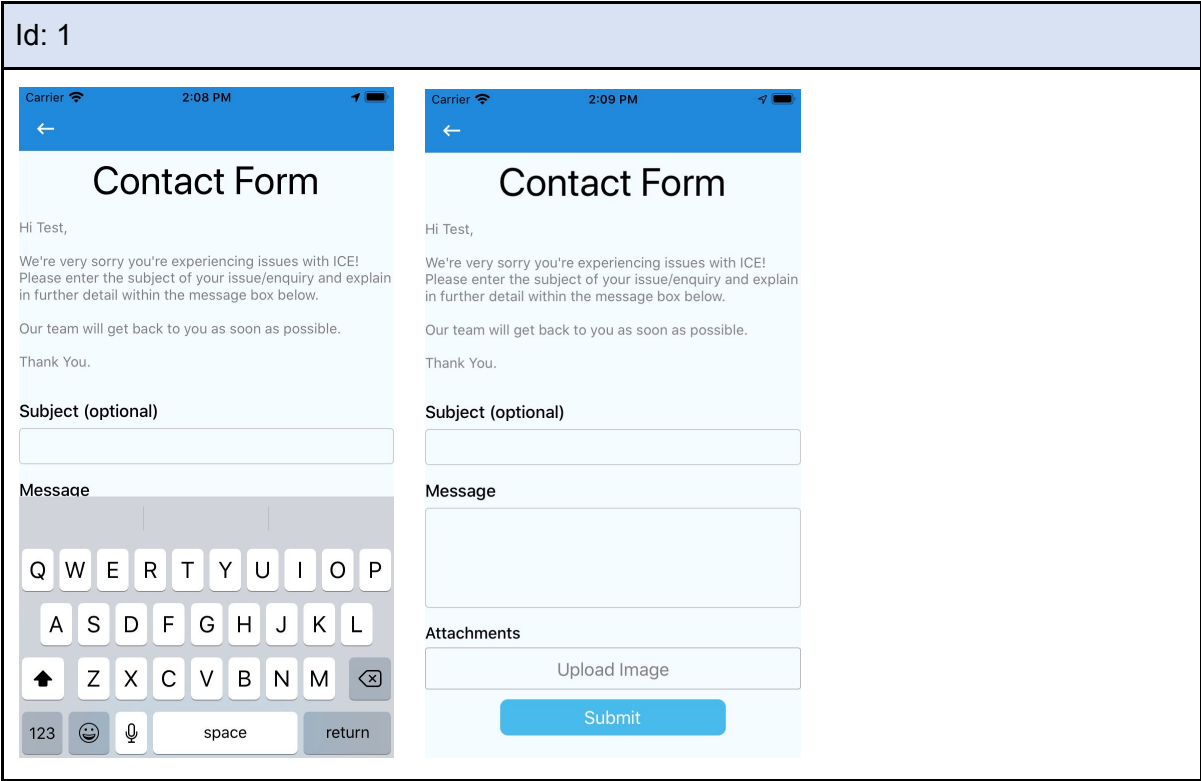 Id: 1
Carrier 2:08 PM
Contact Form
Hi Test,
We're very sorry you're experiencing issues with ICE!
Please enter the subject of your issue/enquiry and explain
in further detail within the message box below.
Our team will get back to you as soon as possible.
Thank You.
Subject (optional)
Message
Q W E R T Y U I O P
A S D F G H J K L
Z X C V B N M
123 space return
Carrier 2:09 PM
Contact Form
Hi Test,
We're very sorry you're experiencing issues with ICE!
Please enter the subject of your issue/enquiry and explain
in further detail within the message box below.
Our team will get back to you as soon as possible.
Thank You.
Subject (optional)
Message
Attachments
Upload Image
Submit